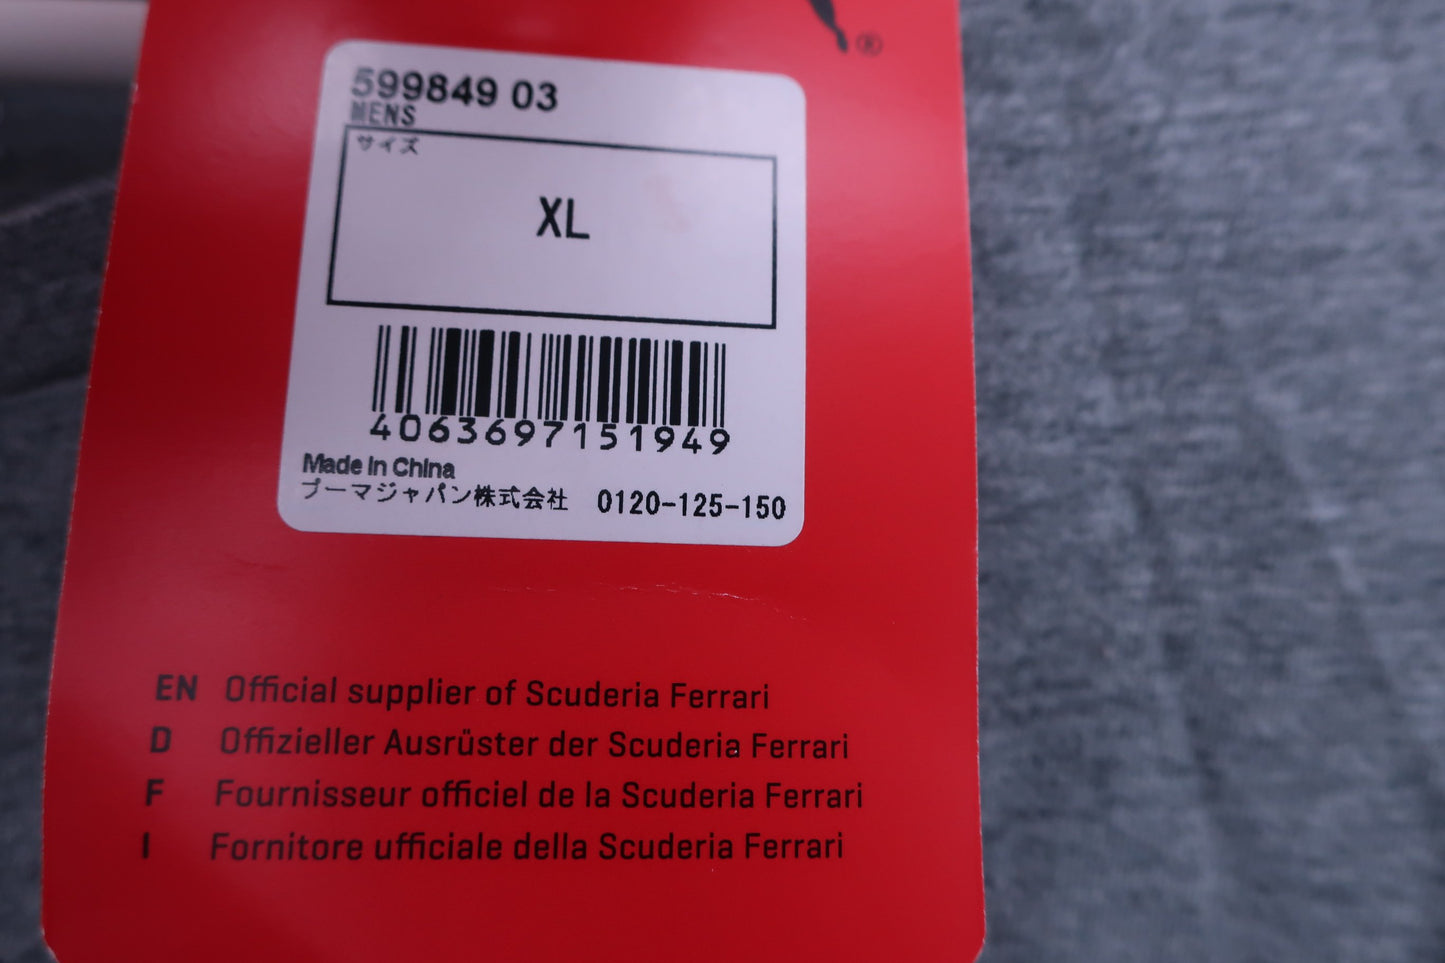 ®
599849 03
MENS
サイズ
XL
4063697151949
Made in China
プーマジャパン株式会社 0120-125-150
EN Official supplier of Scuderia Ferrari
D Offizieller Ausrüster der Scuderia Ferrari
F Fournisseur officiel de la Scuderia Ferrari
I Fornitore ufficiale della Scuderia Ferrari